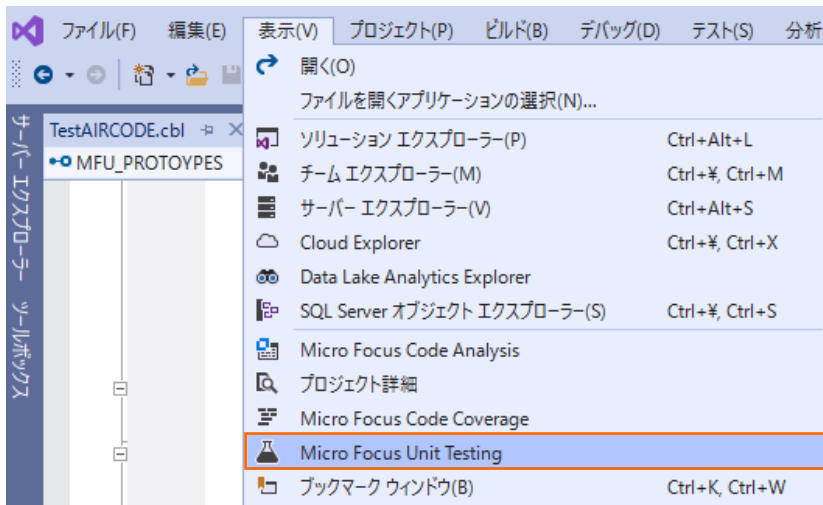 ファイル(F) 編集(E) 表示(V) プロジェクト(P) ビルド(B) デバッグ(D) テスト(S) 分析
サーバー エクスプローラー
ツールボックス
TestAIRCODE.cbl
MFU_PROTOYPES
開く(O)
ファイルを開くアプリケーションの選択(N)...
ソリューション エクスプローラー(P) Ctrl+Alt+L
チーム エクスプローラー(M) Ctrl+¥, Ctrl+M
サーバー エクスプローラー(V) Ctrl+Alt+S
Cloud Explorer Ctrl+¥, Ctrl+X
Data Lake Analytics Explorer
SQL Server オブジェクト エクスプローラー(S) Ctrl+¥, Ctrl+S
Micro Focus Code Analysis
プロジェクト詳細
Micro Focus Code Coverage
Micro Focus Unit Testing
ブックマーク ウィンドウ(B) Ctrl+K, Ctrl+W